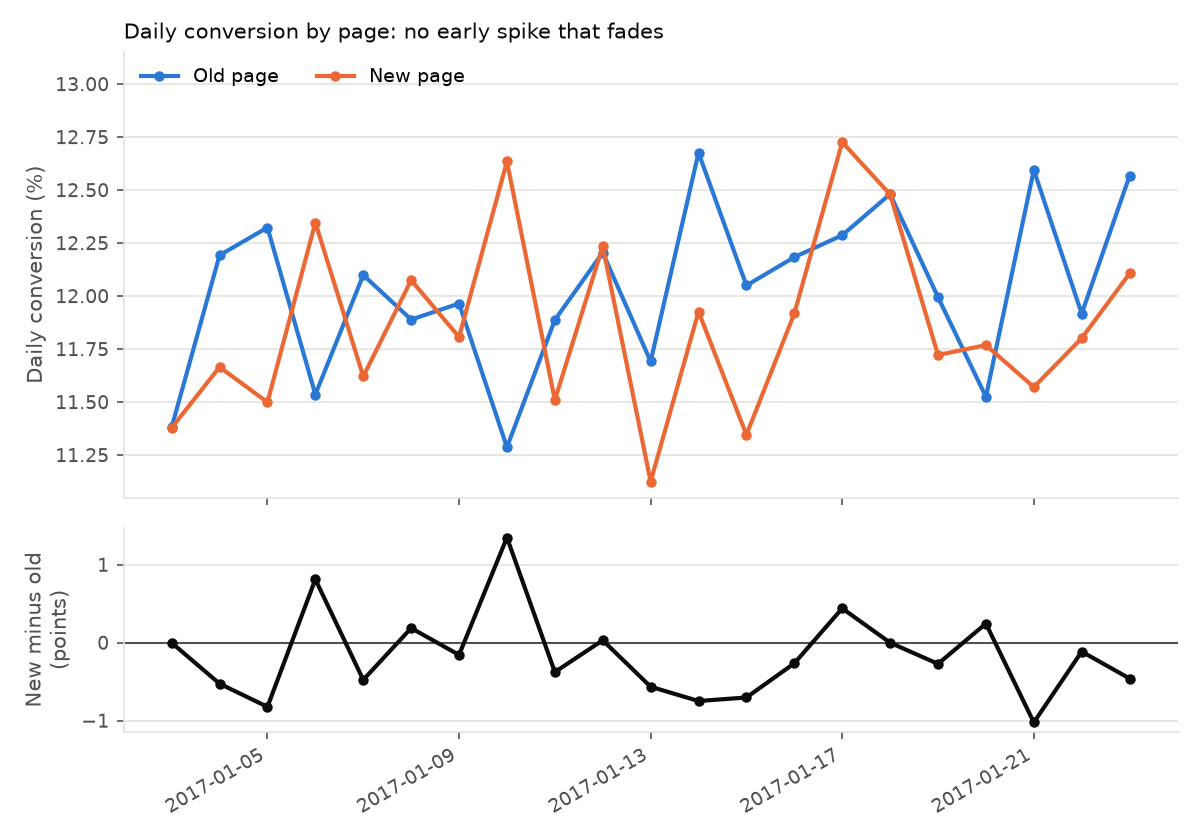 Daily conversion by page: no early spike that fades
Old page
New page
Daily conversion (%)
13.00
12.75
12.50
12.25
12.00
11.75
11.50
11.25
New minus old
(points)
1
0
−1
2017-01-05
2017-01-09
2017-01-13
2017-01-17
2017-01-21